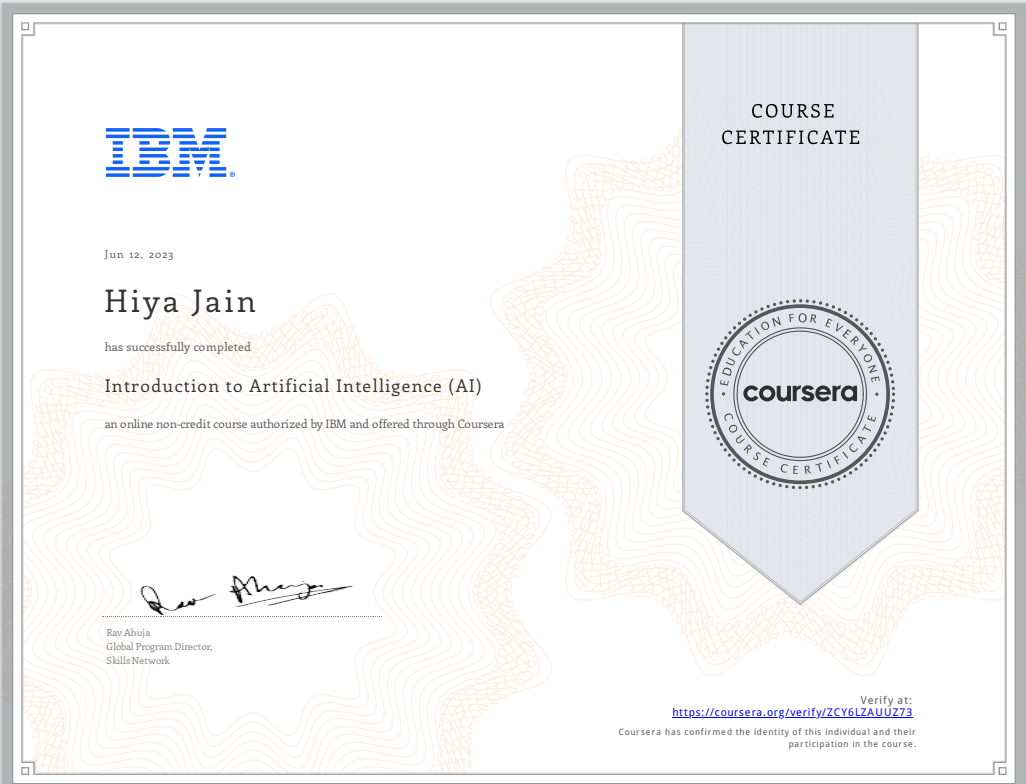 COURSE
CERTIFICATE
IBM®
Jun 12, 2023
Hiya Jain
has successfully completed
Introduction to Artificial Intelligence (AI)
an online non-credit course authorized by IBM and offered through Coursera
EDUCATION FOR EVERYONE
coursera
COURSE CERTIFICATE
Rav Ahuja
Rav Ahuja
Global Program Director,
Skills Network
Verify at:
https://coursera.org/verify/ZCY6LZAUUZ73
Coursera has confirmed the identity of this individual and their
participation in the course.